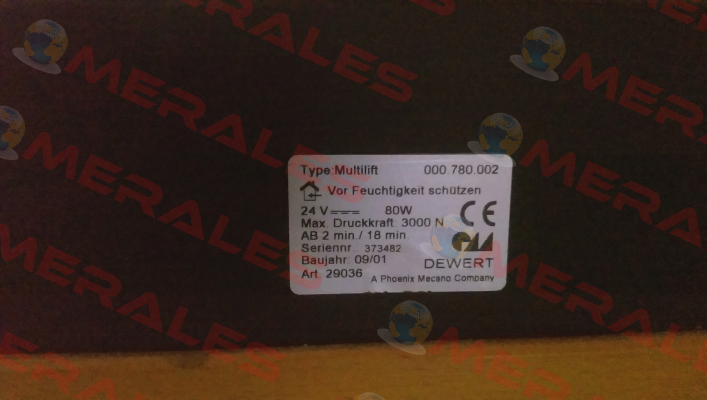 Type:Multilift 000.780.002
Vor Feuchtigkeit schützen
24 V 80W
Max. Druckkraft 3000 N CE
AB 2 min./ 18 min.
Seriennr. 373482
Baujahr: 09/01 DEWERT
Art. 29036 A Phoenix Mecano Company
MERALES
MERALES
MERALES
MERALES
MERALES
MERALES